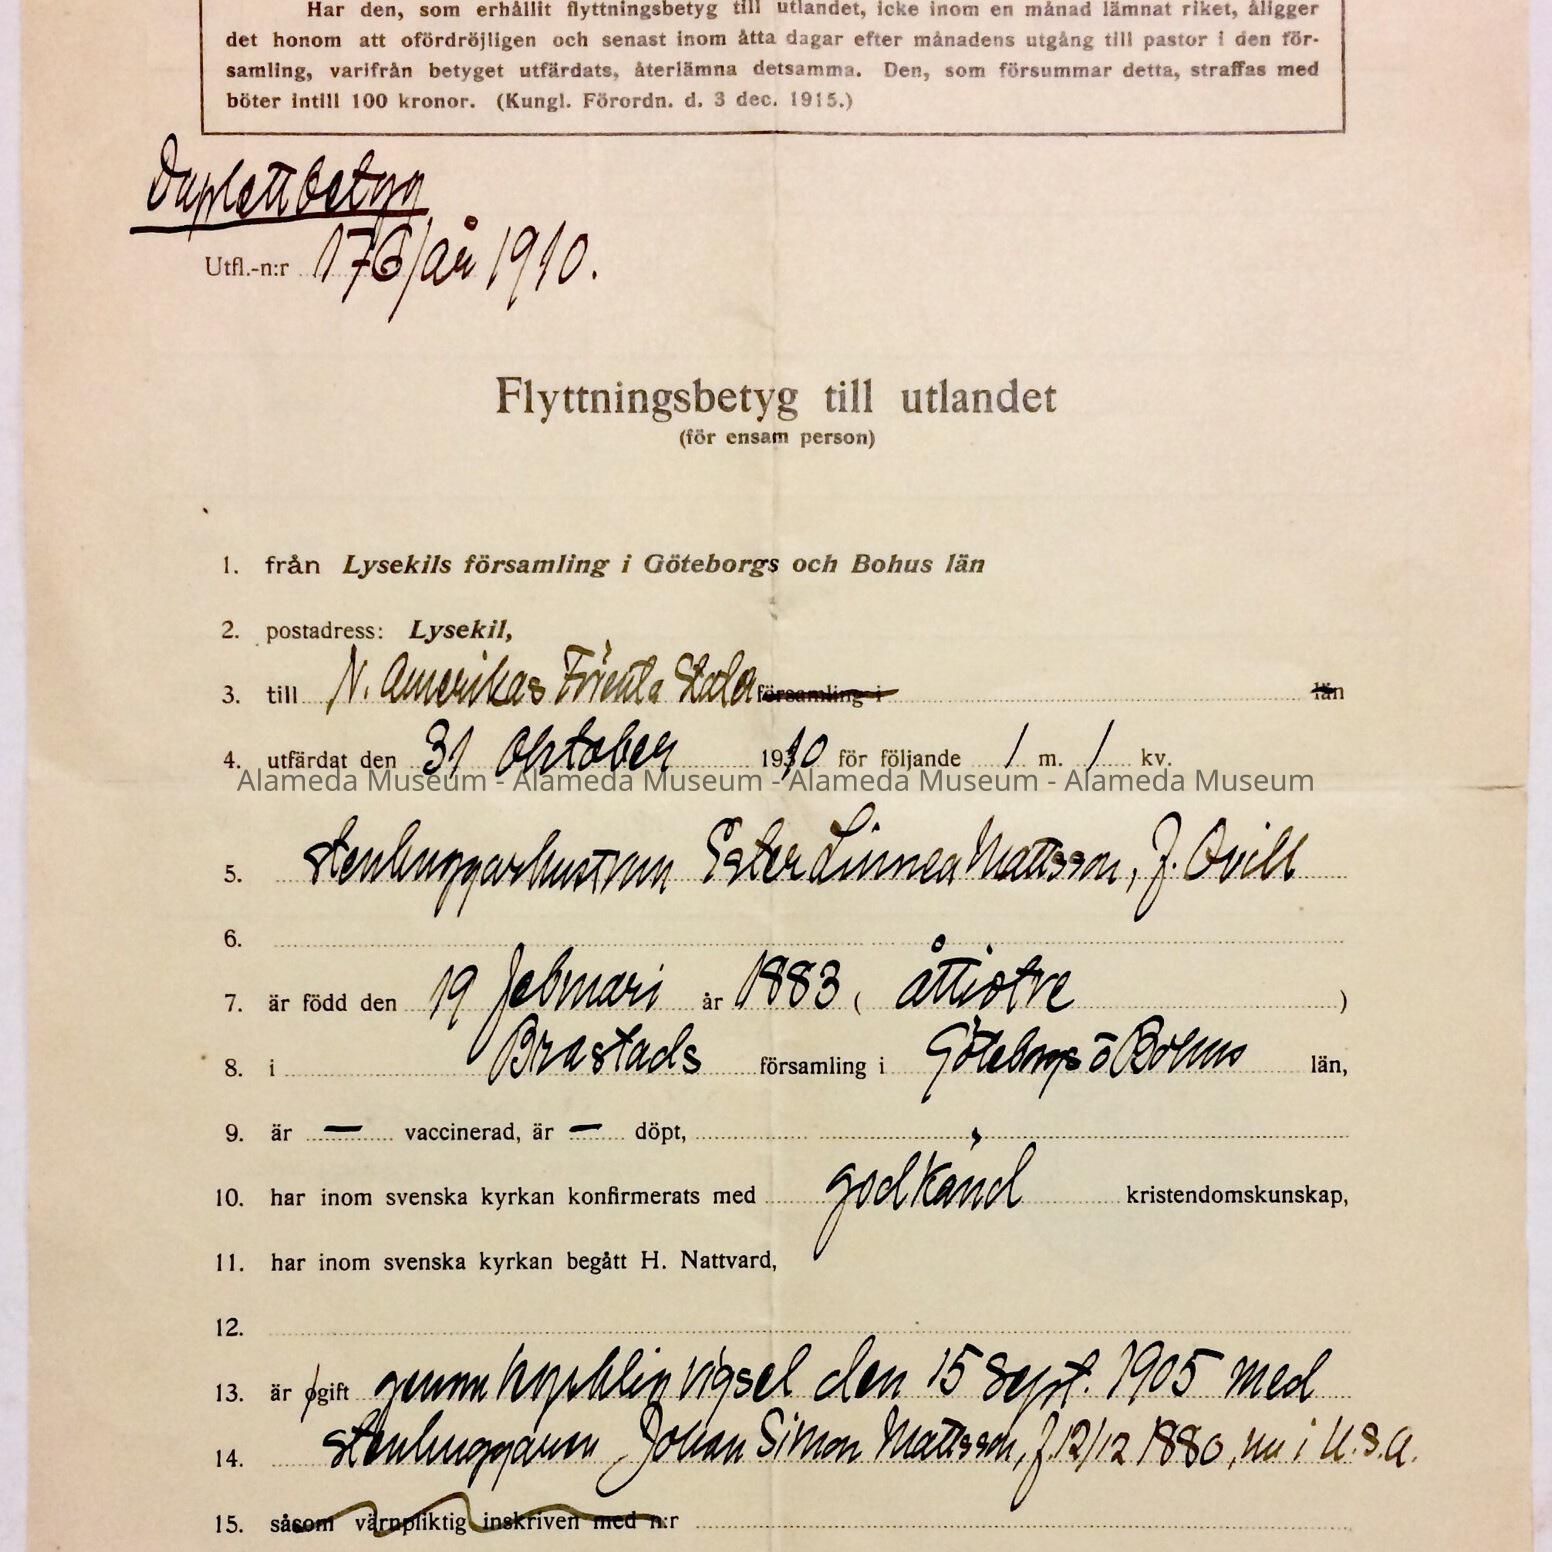 Har den, som erhållit flyttningsbetyg till utlandet, icke inom en månad lämnat riket, åligger
det honom att ofördröjligen och senast inom åtta dagar efter månadens utgång till pastor i den för-
samling, varifrån betyget utfärdats, återlämna detsamma. Den, som försummar detta, straffas med
böter intill 100 kronor. (Kungl. Förordn. d. 3 dec. 1915.)
Duplettbetyg
Utfl.-n:r 176/år 1910.
Flyttningsbetyg till utlandet
(för ensam person)
1. från Lysekils församling i Göteborgs och Bohus län
2. postadress: Lysekil,
3. till N. Amerikas Förenta Stater församling i län
4. utfärdat den 31 oktober 1910 för följande 1 m. 1 kv.
Alameda Museum - Alameda Museum - Alameda Museum - Alameda Museum
5. stenhuggarhustrun Ester Linnea Mattsson, f. Qvill
6.
7. är född den 19 februari år 1883 ( åttiotre )
8. i Brastads församling i Göteborgs o Bohus län,
9. är — vaccinerad, är — döpt,
10. har inom svenska kyrkan konfirmerats med godkänd kristendomskunskap,
11. har inom svenska kyrkan begått H. Nattvard,
12.
13. är ogift genom kyrklig vigsel den 15 Sept. 1905 med
14. stenhuggaren Johan Simon Mattsson, f. 12/12 1880, nu i U.S.A.
15. såsom värnpliktig inskriven med n:r